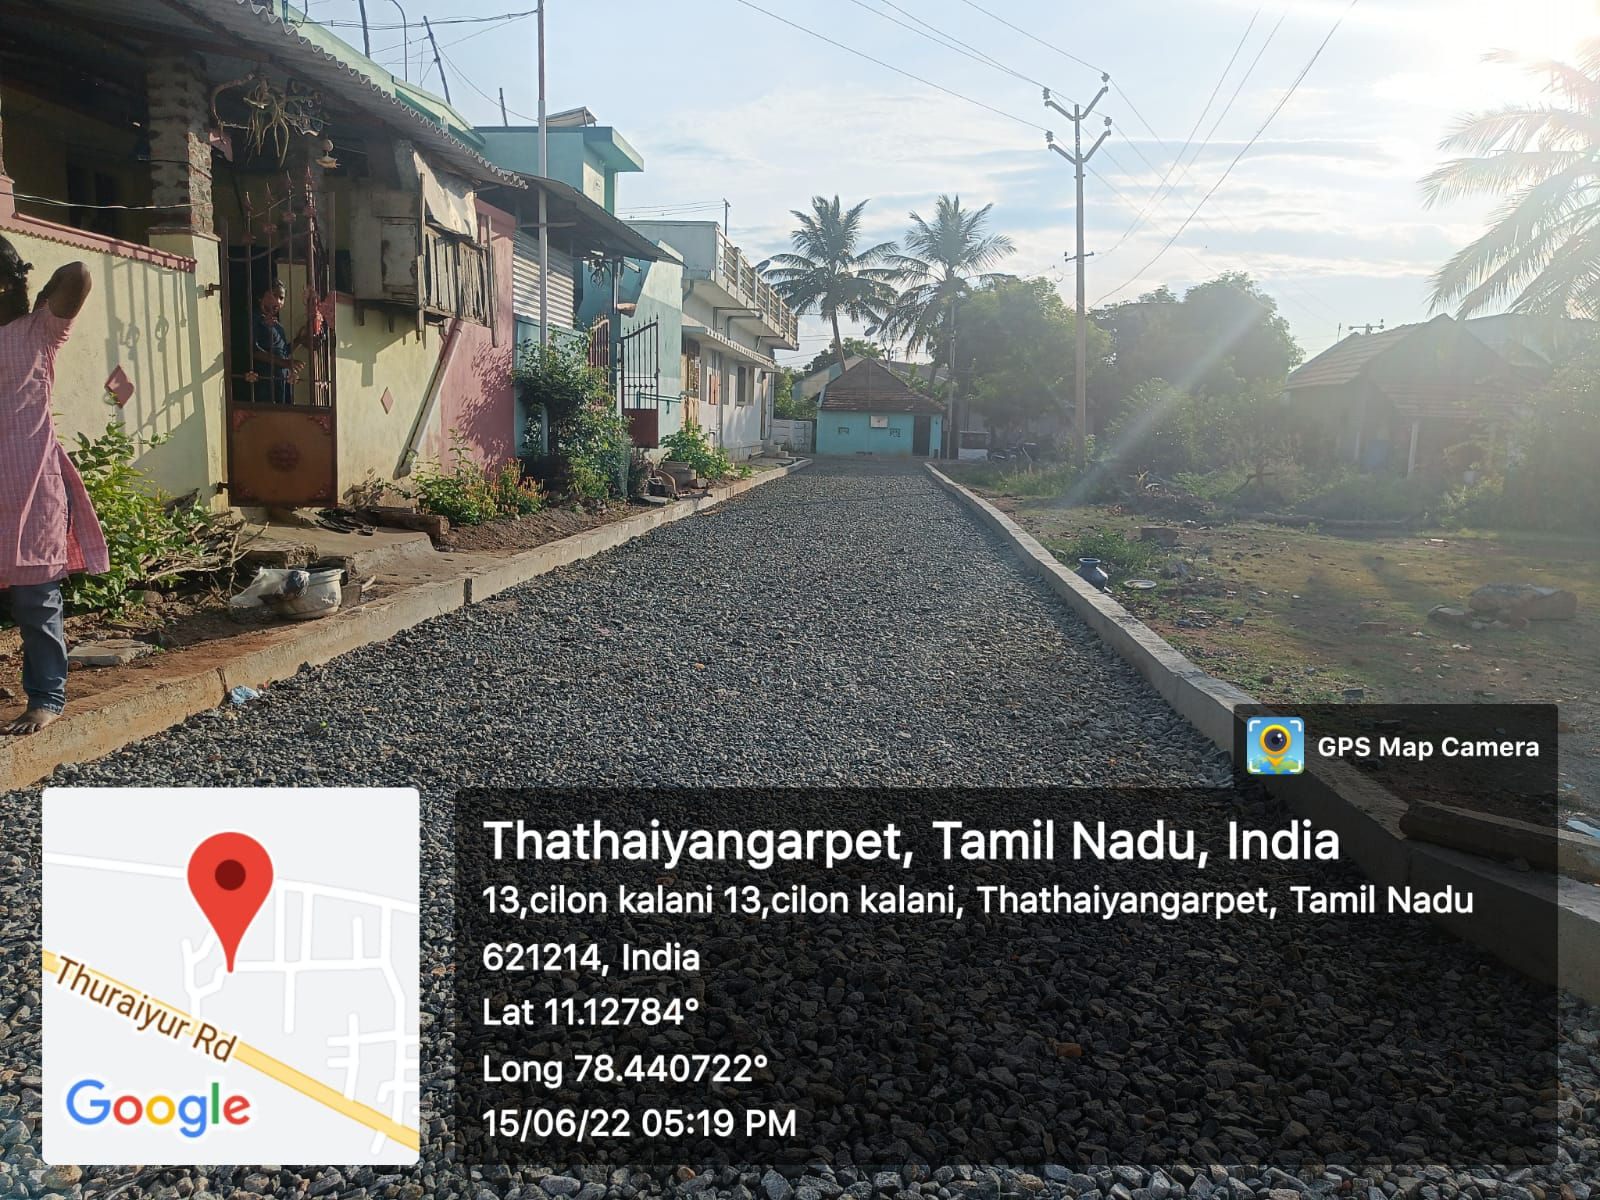 GPS Map Camera
Thathaiyangarpet, Tamil Nadu, India
13,cilon kalani 13,cilon kalani, Thathaiyangarpet, Tamil Nadu
621214, India
Lat 11.12784°
Long 78.440722°
15/06/22 05:19 PM
Thuraiyur Rd
Google